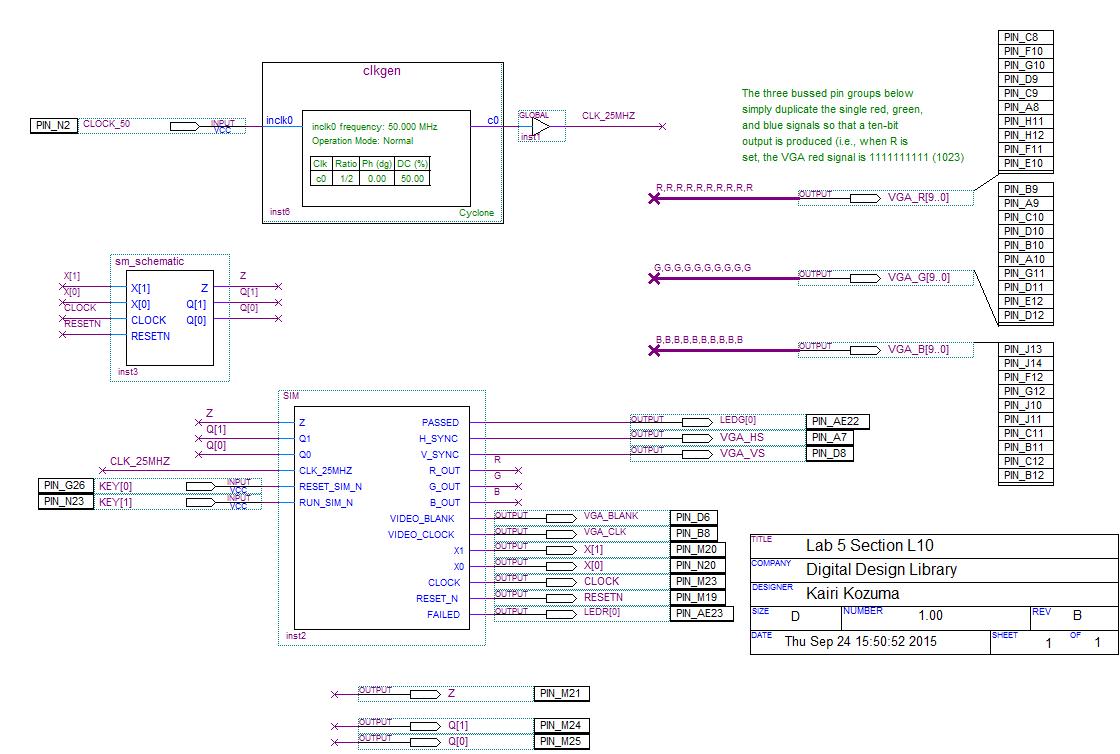 clkgen
PIN_N2 CLOCK_50 INPUT VCC
inclk0
inclk0 frequency: 50.000 MHz
Operation Mode: Normal
Clk Ratio Ph (dg) DC (%)
c0 1/2 0.00 50.00
c0
inst6
Cyclone
GLOBAL
inst1
CLK_25MHZ
The three bussed pin groups below
simply duplicate the single red, green,
and blue signals so that a ten-bit
output is produced (i.e., when R is
set, the VGA red signal is 1111111111 (1023)
R,R,R,R,R,R,R,R,R,R OUTPUT VGA_R[9..0]
PIN_C8
PIN_F10
PIN_G10
PIN_D9
PIN_C9
PIN_A8
PIN_H11
PIN_H12
PIN_F11
PIN_E10
G,G,G,G,G,G,G,G,G,G OUTPUT VGA_G[9..0]
PIN_B9
PIN_A9
PIN_C10
PIN_D10
PIN_B10
PIN_A10
PIN_G11
PIN_D11
PIN_E12
PIN_D12
B,B,B,B,B,B,B,B,B,B OUTPUT VGA_B[9..0]
PIN_J13
PIN_J14
PIN_F12
PIN_G12
PIN_J10
PIN_J11
PIN_C11
PIN_B11
PIN_C12
PIN_B12
sm_schematic
X[1] X[1] Z Z
X[0] X[0] Q[1] Q[1]
CLOCK CLOCK Q[0] Q[0]
RESETN RESETN
inst3
SIM
Z Z PASSED OUTPUT LEDG[0] PIN_AE22
Q[1] Q1 H_SYNC OUTPUT VGA_HS PIN_A7
Q[0] Q0 V_SYNC OUTPUT VGA_VS PIN_D8
CLK_25MHZ CLK_25MHZ R_OUT R
PIN_G26 KEY[0] INPUT VCC RESET_SIM_N G_OUT G
PIN_N23 KEY[1] INPUT VCC RUN_SIM_N B_OUT B
VIDEO_BLANK OUTPUT VGA_BLANK PIN_D6
VIDEO_CLOCK OUTPUT VGA_CLK PIN_B8
X1 OUTPUT X[1] PIN_M20
X0 OUTPUT X[0] PIN_N20
CLOCK OUTPUT CLOCK PIN_M23
RESET_N OUTPUT RESETN PIN_M19
FAILED OUTPUT LEDR[0] PIN_AE23
inst2
OUTPUT Z PIN_M21
OUTPUT Q[1] PIN_M24
OUTPUT Q[0] PIN_M25
TITLE Lab 5 Section L10
COMPANY Digital Design Library
DESIGNER Kairi Kozuma
SIZE D NUMBER 1.00 REV B
DATE Thu Sep 24 15:50:52 2015 SHEET 1 OF 1